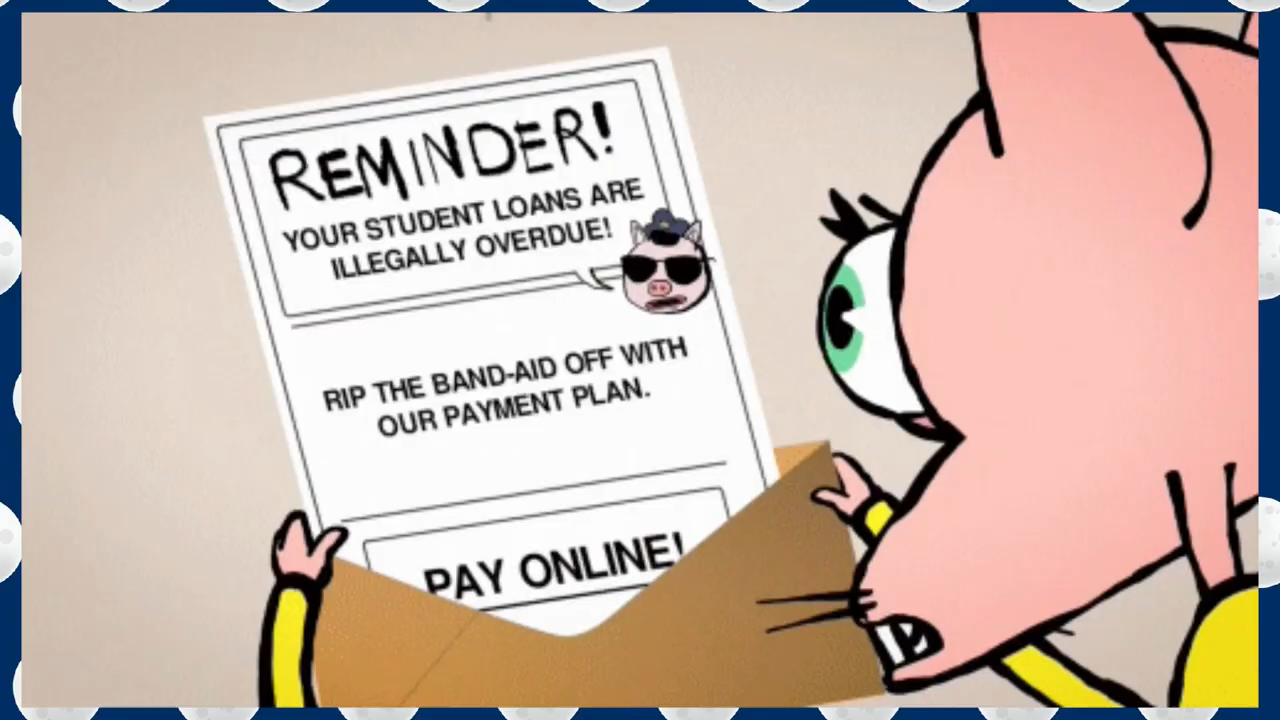 REMINDER!
YOUR STUDENT LOANS ARE
ILLEGALLY OVERDUE!
RIP THE BAND-AID OFF WITH
OUR PAYMENT PLAN.
PAY ONLINE!